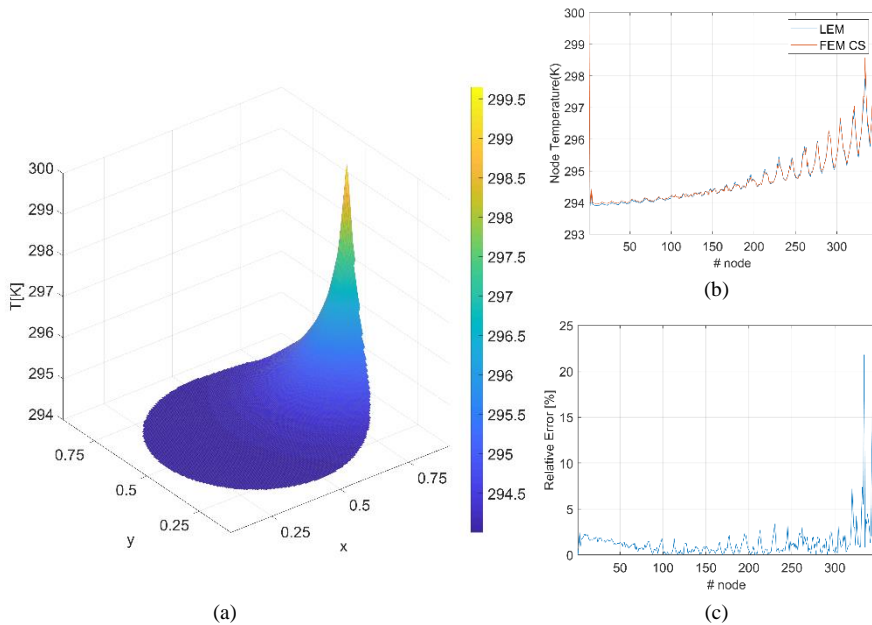 300
299
298
297
296
295
294
T[K]
0.75
0.5
0.25
y
0.25
0.5
0.75
x
299.5
299
298.5
298
297.5
297
296.5
296
295.5
295
294.5
(a)
300
299
298
297
296
295
294
293
Node Temperature(K)
LEM
FEM CS
50 100 150 200 250 300
# node
(b)
25
20
15
10
5
0
Relative Error [%]
50 100 150 200 250 300
# node
(c)